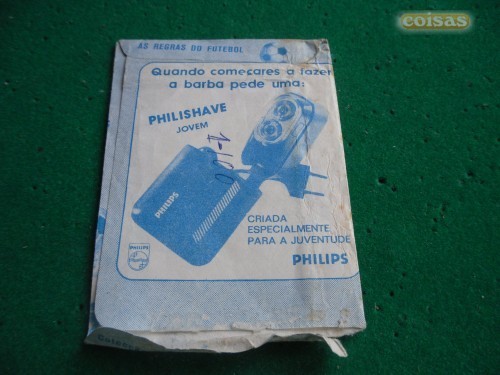 coisas
AS REGRAS DO FUTEBOL
Quando começares a fazer
a barba pede uma:
PHILISHAVE
JOVEM
PHILIPS
CRIADA
ESPECIALMENTE
PARA A JUVENTUDE
PHILIPS
PHILIPS